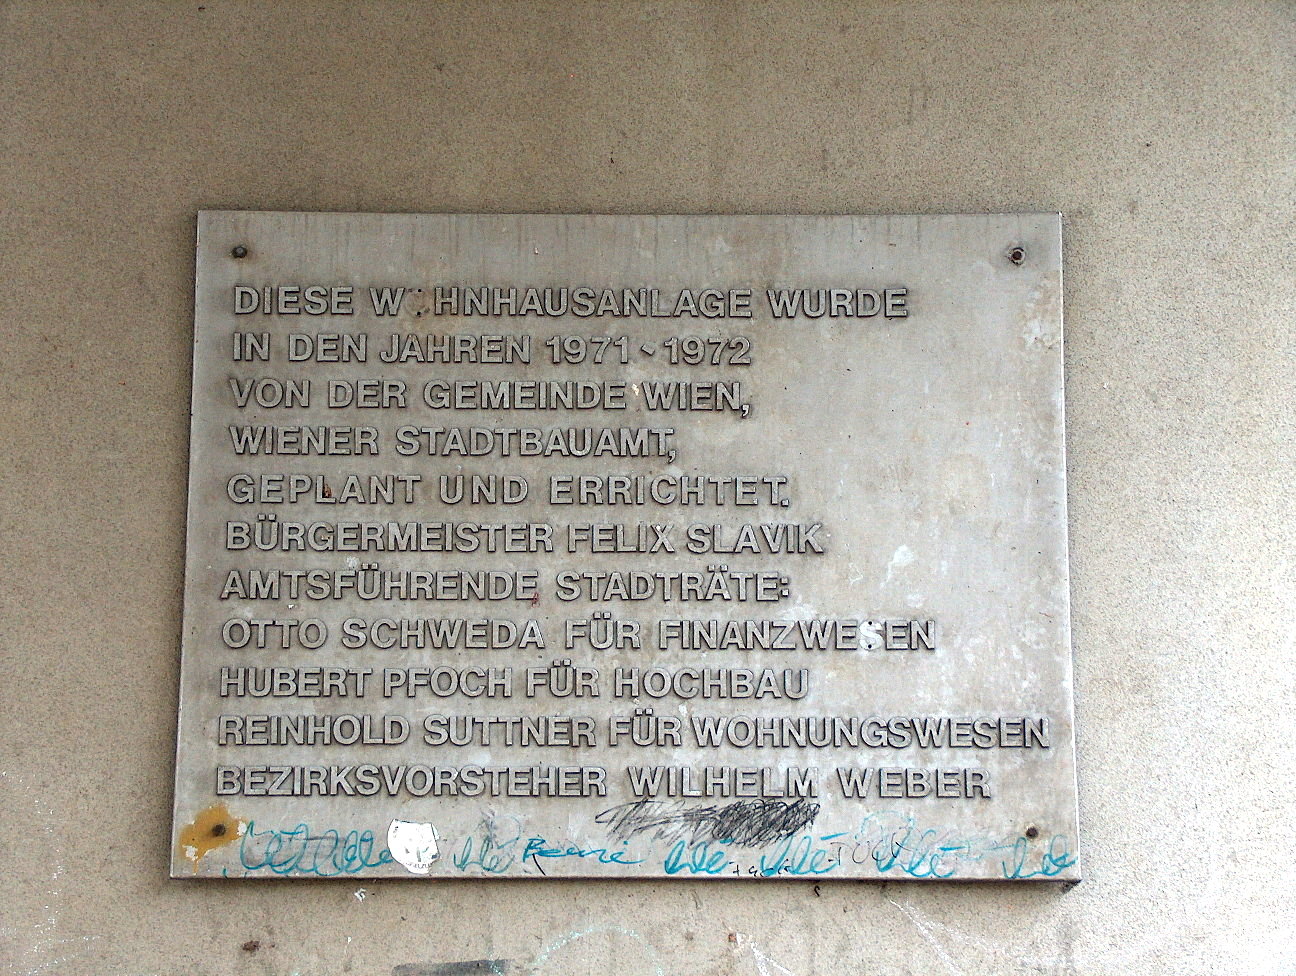 DIESE W HNHAUSANLAGE WURDE
IN DEN JAHREN 1971-1972
VON DER GEMEINDE WIEN,
WIENER STADTBAUAMT,
GEPLANT UND ERRICHTET.
BÜRGERMEISTER FELIX SLAVIK
AMTSFÜHRENDE STADTRÄTE:
OTTO SCHWEDA FÜR FINANZWESEN
HUBERT PFOCH FÜR HOCHBAU
REINHOLD SUTTNER FÜR WOHNUNGSWESEN
BEZIRKSVORSTEHER WILHELM WEBER